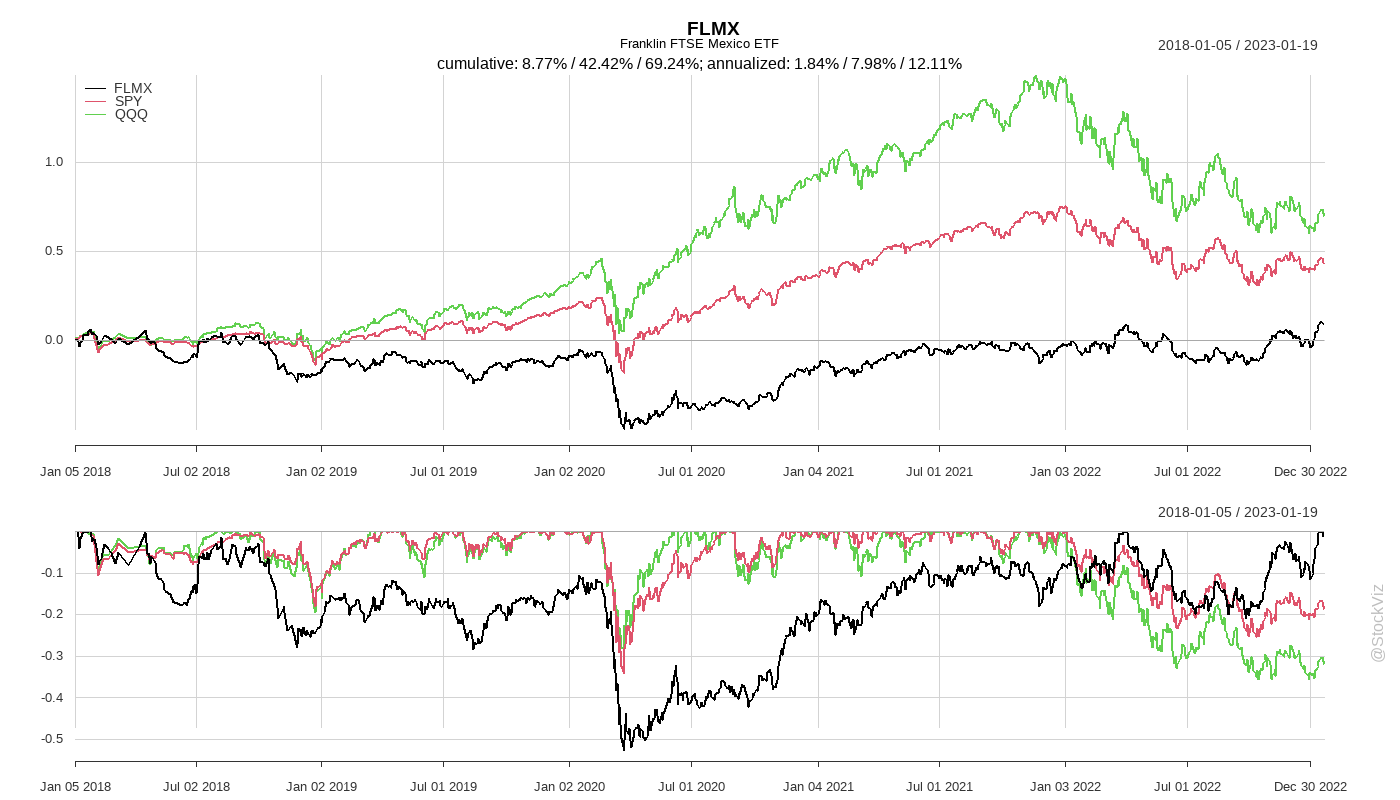 FLMX
Franklin FTSE Mexico ETF
2018-01-05 / 2023-01-19
cumulative: 8.77% / 42.42% / 69.24%; annualized: 1.84% / 7.98% / 12.11%
FLMX
SPY
QQQ
1.0
0.5
0.0
Jan 05 2018 Jul 02 2018 Jan 02 2019 Jul 01 2019 Jan 02 2020 Jul 01 2020 Jan 04 2021 Jul 01 2021 Jan 03 2022 Jul 01 2022 Dec 30 2022
2018-01-05 / 2023-01-19
-0.1
-0.2
-0.3
-0.4
-0.5
Jan 05 2018 Jul 02 2018 Jan 02 2019 Jul 01 2019 Jan 02 2020 Jul 01 2020 Jan 04 2021 Jul 01 2021 Jan 03 2022 Jul 01 2022 Dec 30 2022
@StockViz